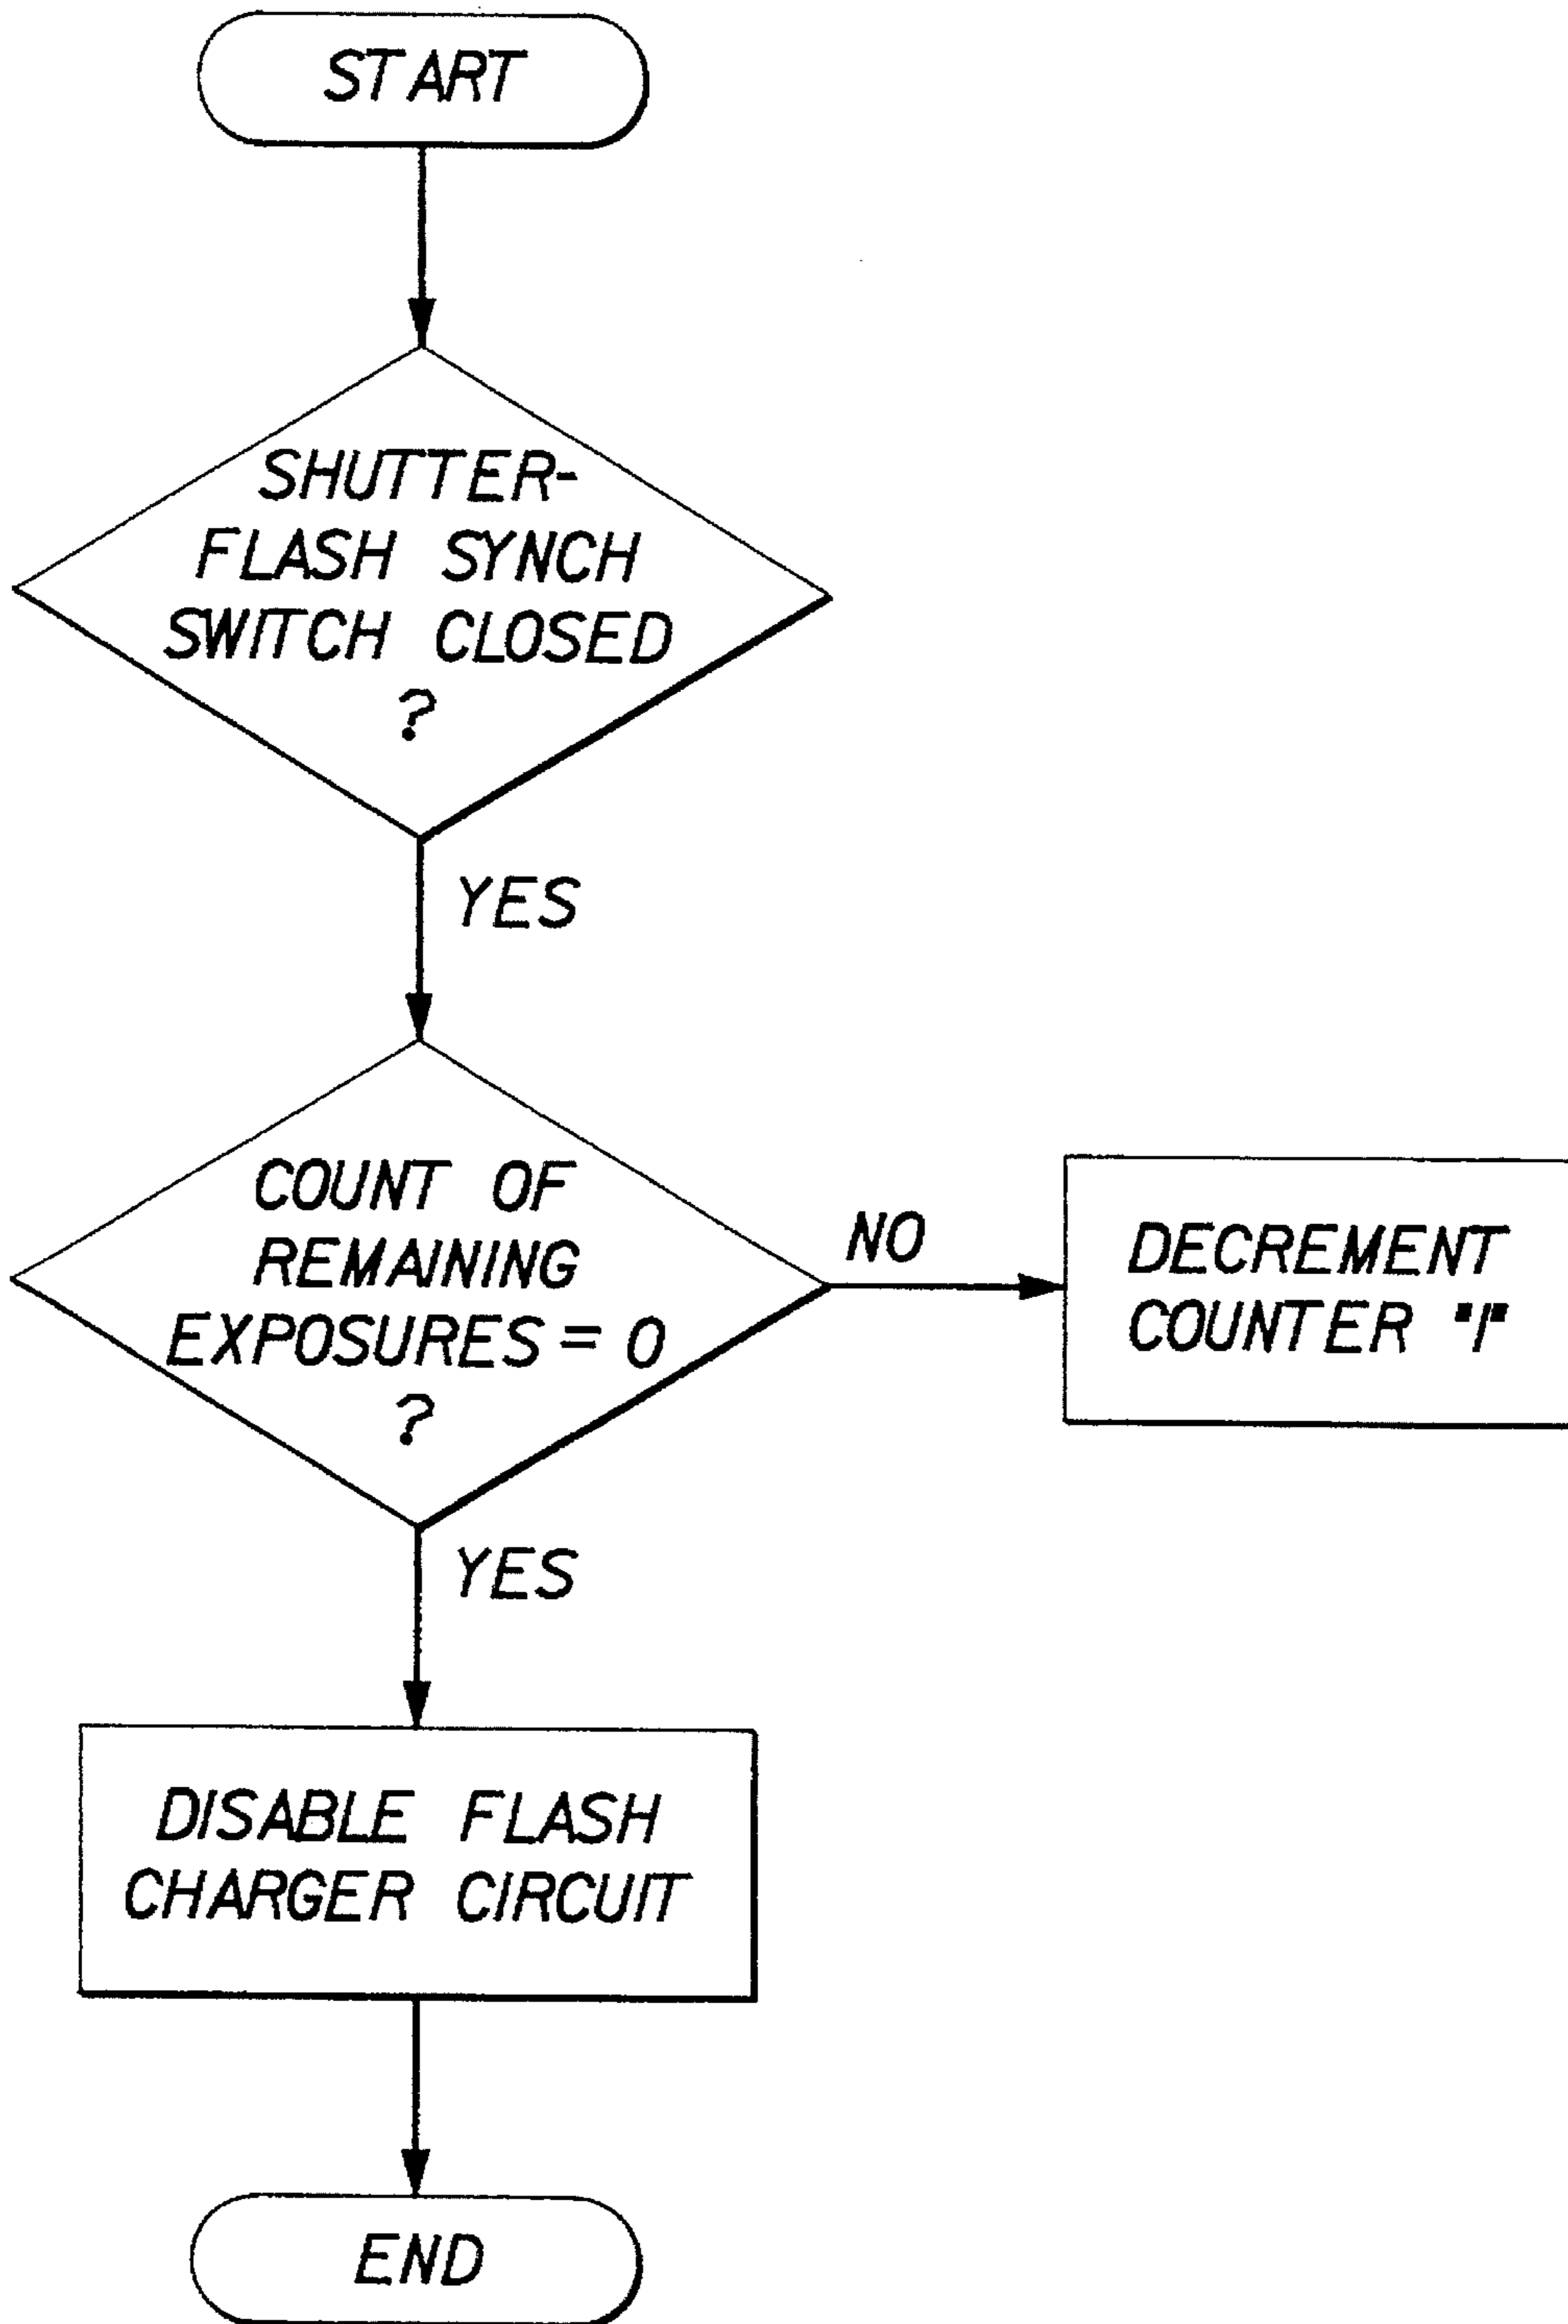 START
SHUTTER-
FLASH SYNCH
SWITCH CLOSED
?
YES
COUNT OF
REMAINING
EXPOSURES = 0
?
NO
DECREMENT
COUNTER "1"
YES
DISABLE FLASH
CHARGER CIRCUIT
END